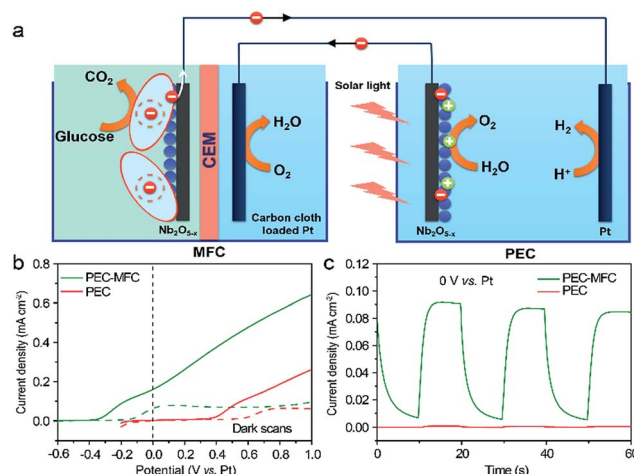 a
CO2
Glucose
Nb2O5-x
CEM
H2O
O2
Carbon cloth
loaded Pt
MFC
Solar light
Nb2O5-x
O2
H2O
H2
H+
Pt
PEC
b
PEC-MFC
PEC
Current density (mA cm-2)
0.8
0.6
0.4
0.2
0.0
-0.6 -0.4 -0.2 0.0 0.2 0.4 0.6 0.8 1.0
Dark scans
Potential (V vs. Pt)
c
0 V vs. Pt
PEC-MFC
PEC
Current density (mA cm-2)
0.12
0.10
0.08
0.06
0.04
0.02
0.00
0 20 40 60
Time (s)